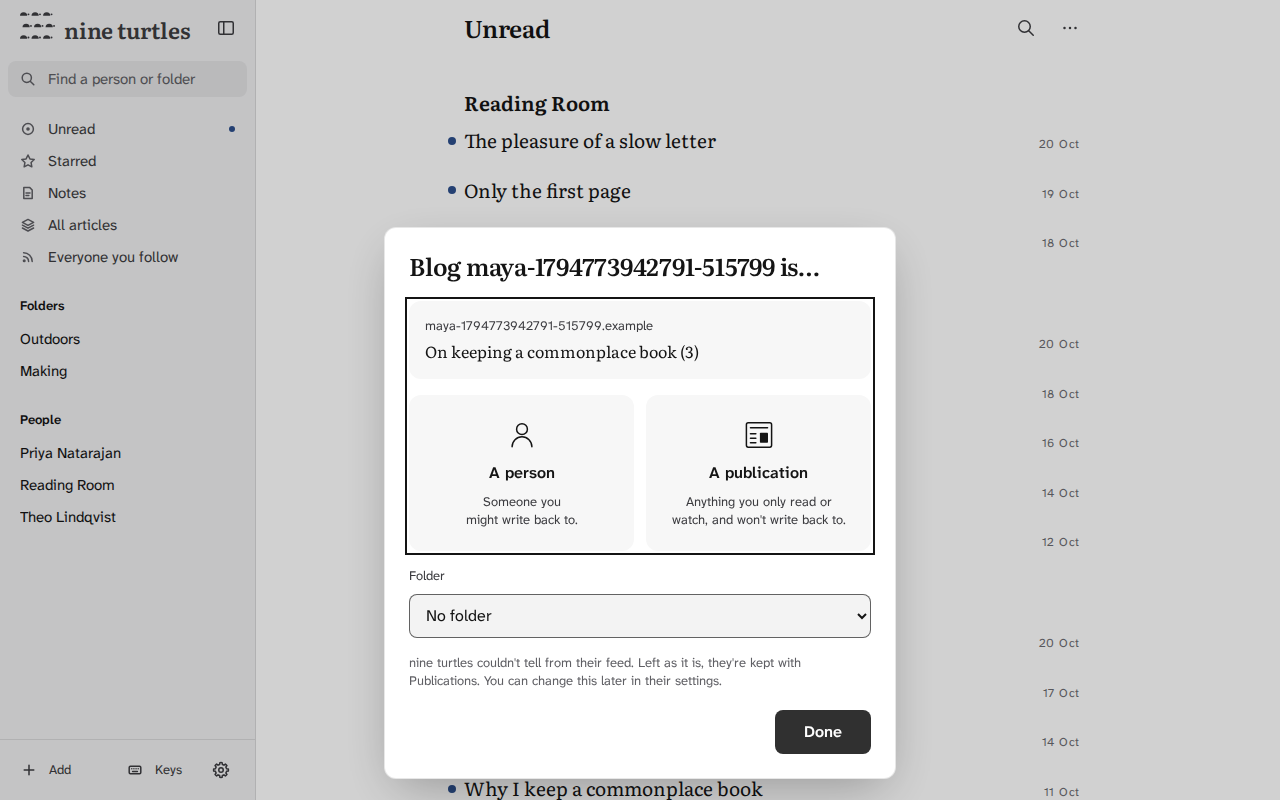 nine turtles
Find a person or folder
Unread
Starred
Notes
All articles
Everyone you follow
Folders
Outdoors
Making
People
Priya Natarajan
Reading Room
Theo Lindqvist
Add
Keys
Unread
Reading Room
The pleasure of a slow letter
20 Oct
Only the first page
19 Oct
18 Oct
20 Oct
18 Oct
16 Oct
14 Oct
12 Oct
20 Oct
17 Oct
14 Oct
Why I keep a commonplace book
11 Oct
Blog maya-1794773942791-515799 is...
maya-1794773942791-515799.example
On keeping a commonplace book (3)
A person
Someone you
might write back to.
A publication
Anything you only read or
watch, and won't write back to.
Folder
No folder
nine turtles couldn't tell from their feed. Left as it is, they're kept with
Publications. You can change this later in their settings.
Done